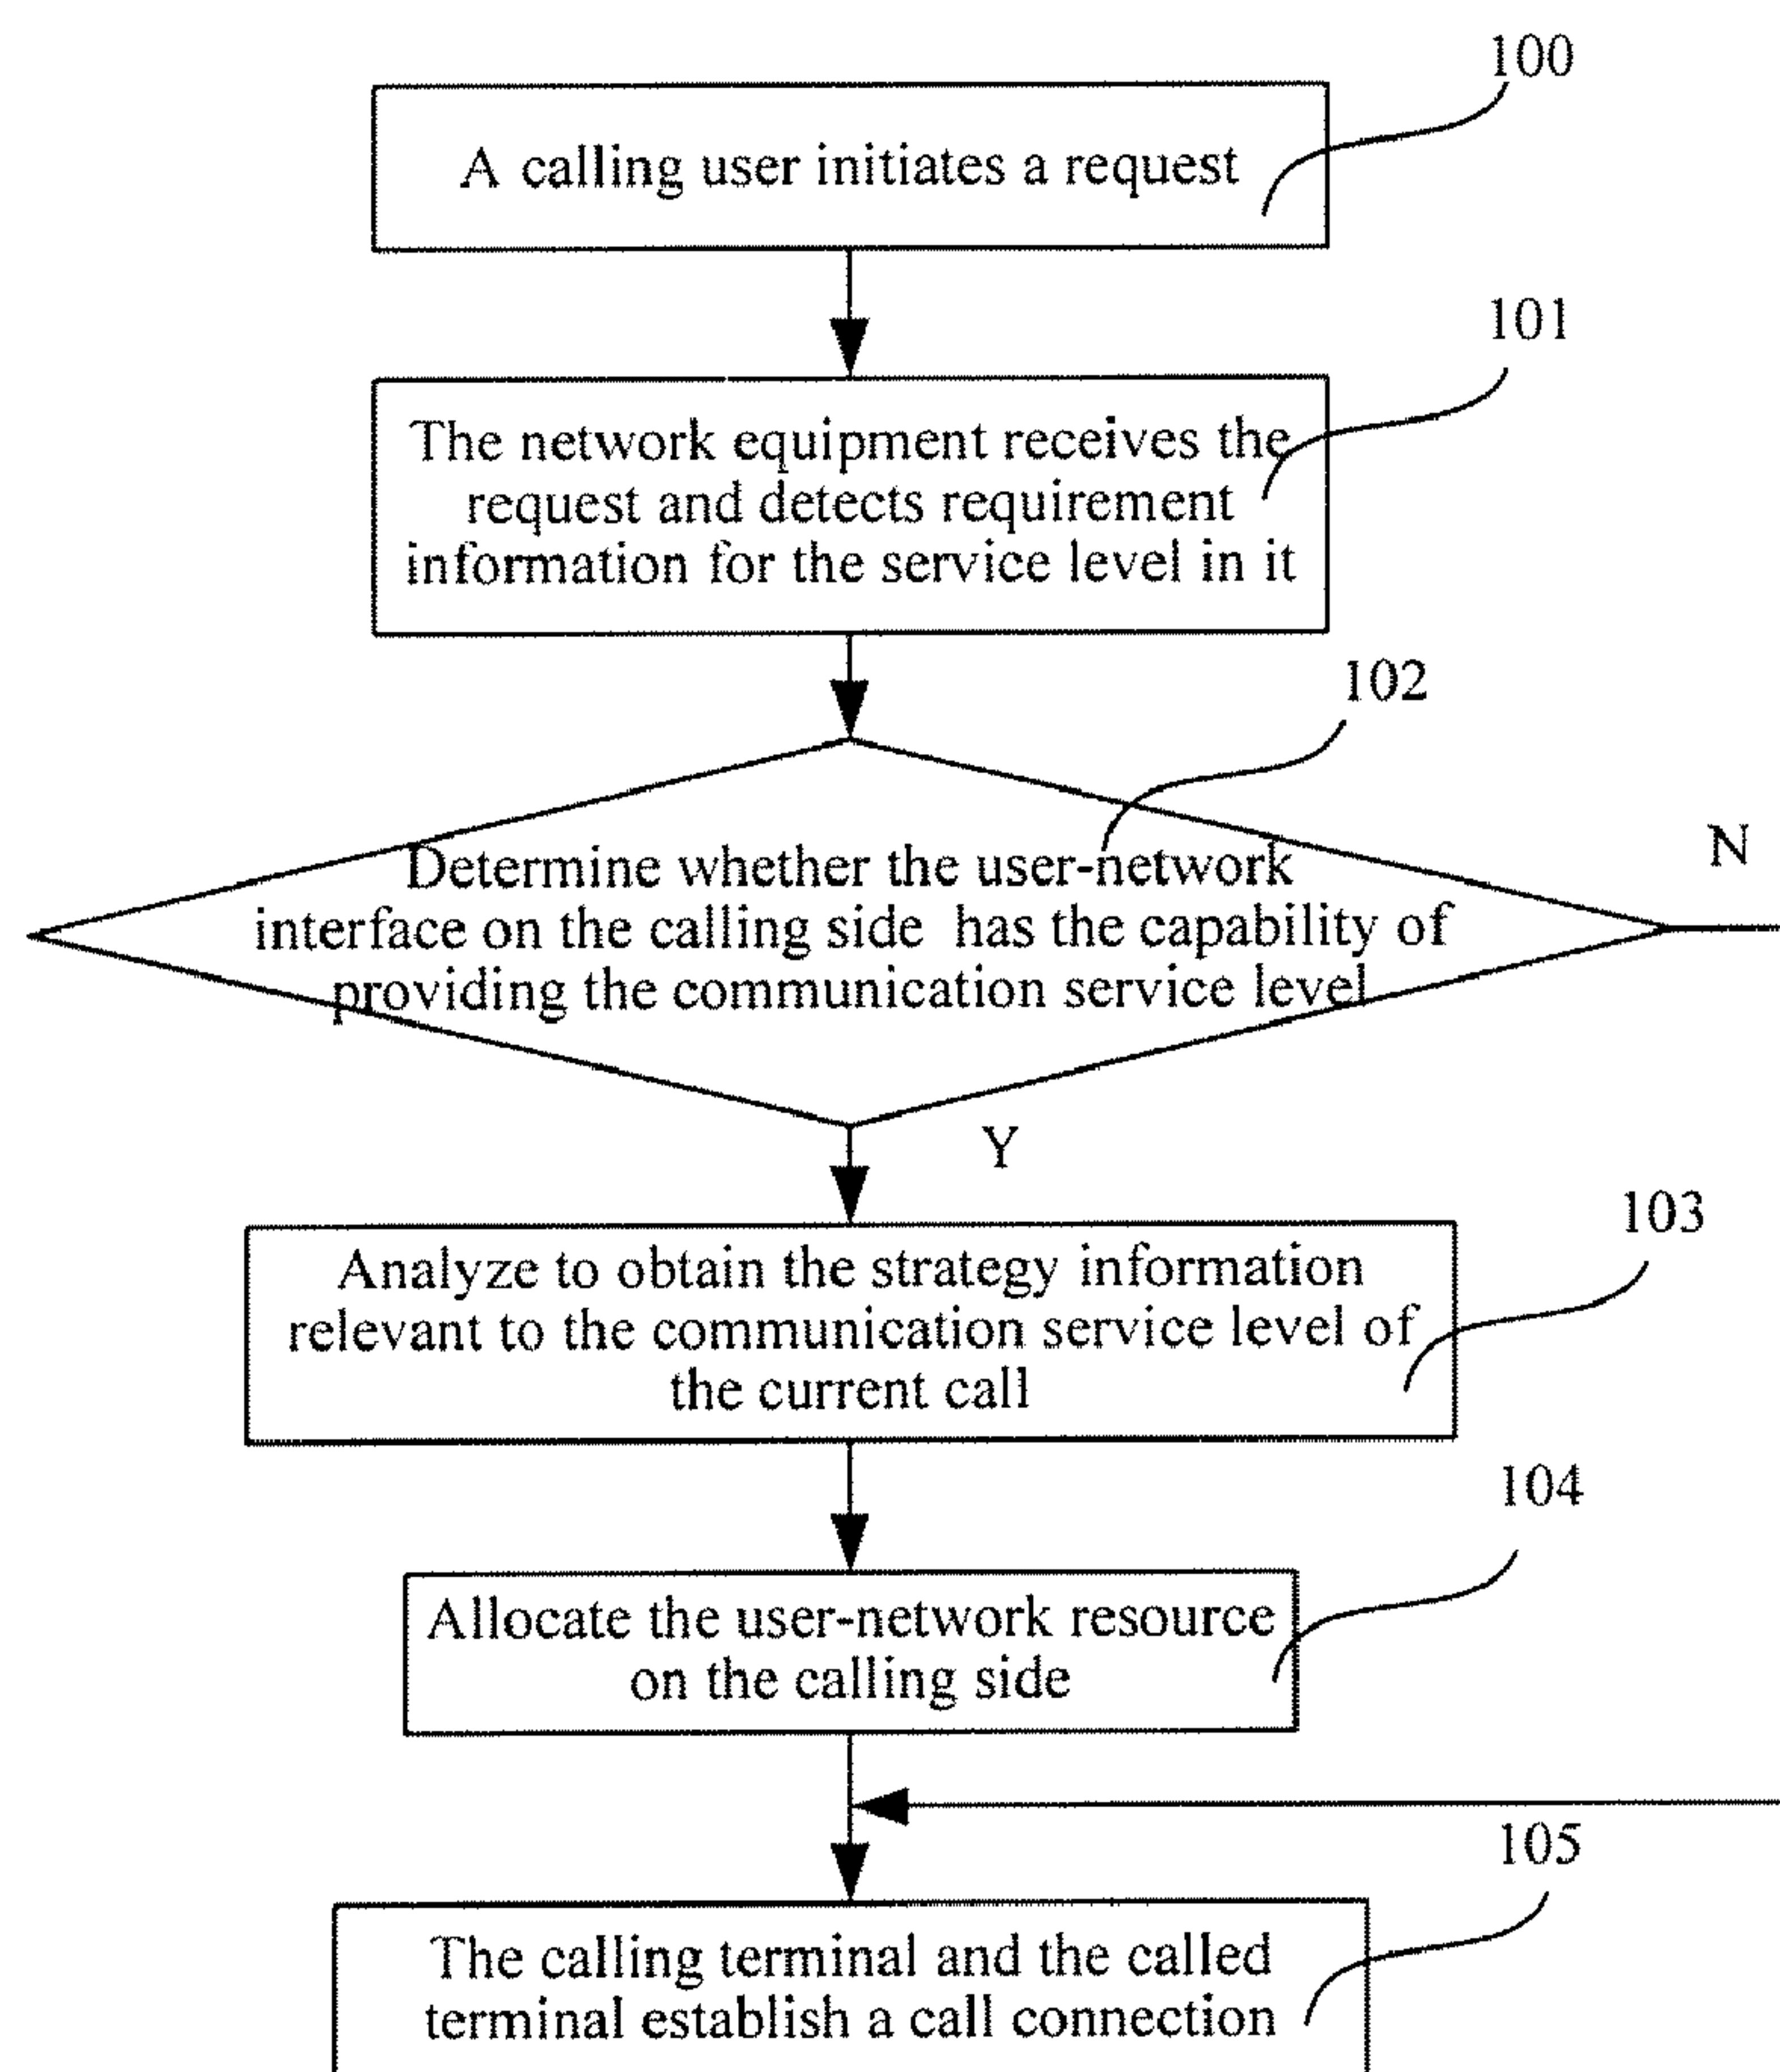 100
A calling user initiates a request
101
The network equipment receives the
request and detects requirement
information for the service level in it
102
N
Determine whether the user-network
interface on the calling side has the capability of
providing the communication service level
Y
103
Analyze to obtain the strategy information
relevant to the communication service level of
the current call
104
Allocate the user-network resource
on the calling side
105
The calling terminal and the called
terminal establish a call connection